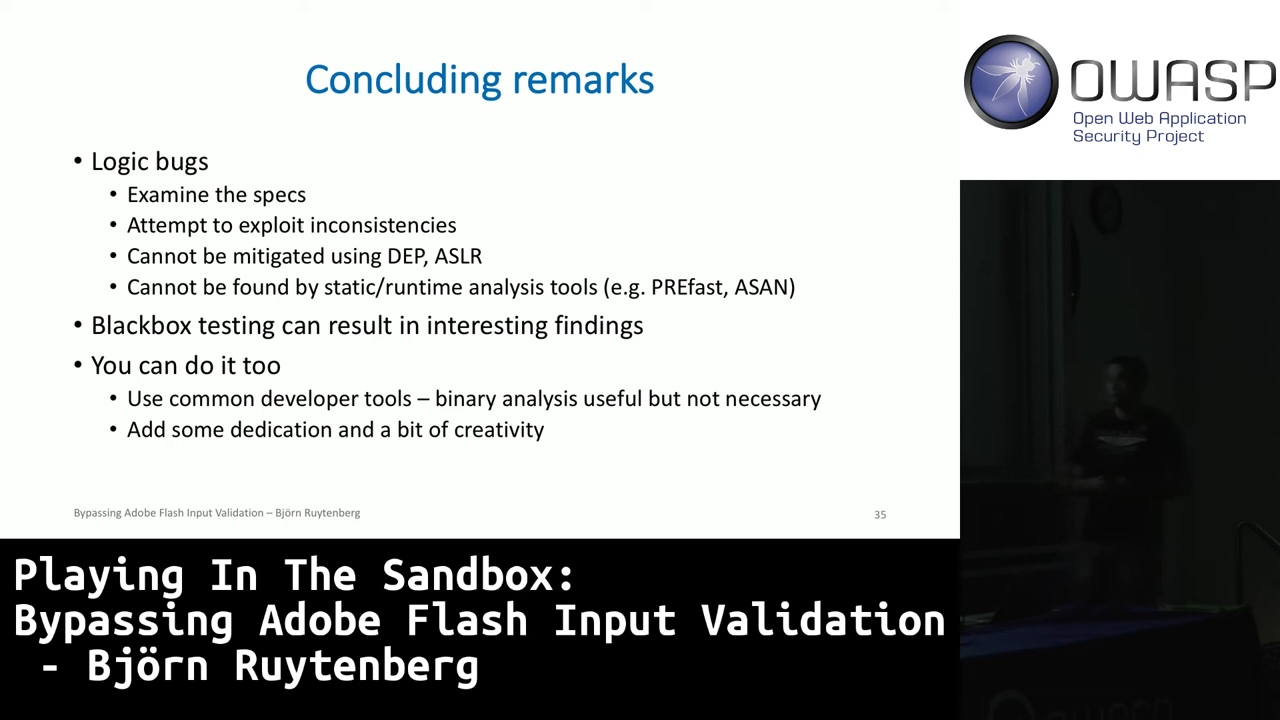 Concluding remarks
• Logic bugs
• Examine the specs
• Attempt to exploit inconsistencies
• Cannot be mitigated using DEP, ASLR
• Cannot be found by static/runtime analysis tools (e.g. PREfast, ASAN)
• Blackbox testing can result in interesting findings
• You can do it too
• Use common developer tools – binary analysis useful but not necessary
• Add some dedication and a bit of creativity
Bypassing Adobe Flash Input Validation – Björn Ruytenberg
35
OWASP
Open Web Application
Security Project
Playing In The Sandbox:
Bypassing Adobe Flash Input Validation
- Björn Ruytenberg